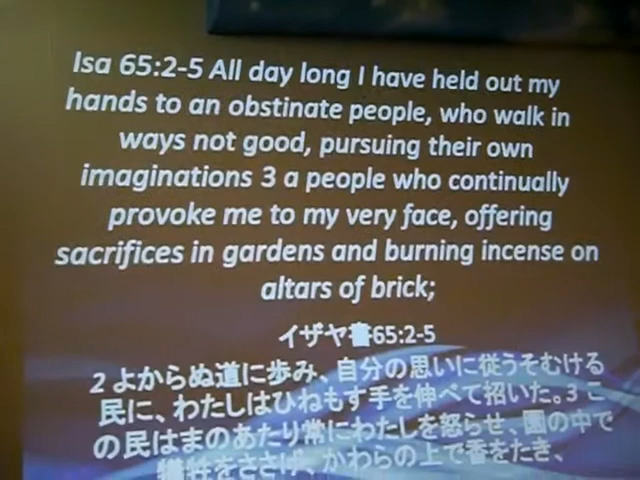 Isa 65:2-5 All day long I have held out my
hands to an obstinate people, who walk in
ways not good, pursuing their own
imaginations 3 a people who continually
provoke me to my very face, offering
sacrifices in gardens and burning incense on
altars of brick;
イザヤ書65:2-5
2 よからぬ道に歩み、自分の思いに従うそむける
民に、わたしはひねもす手を伸べて招いた。3 こ
の民はまのあたり常にわたしを怒らせ、園の中で
犠牲をささげ、かわらの上で香をたき、